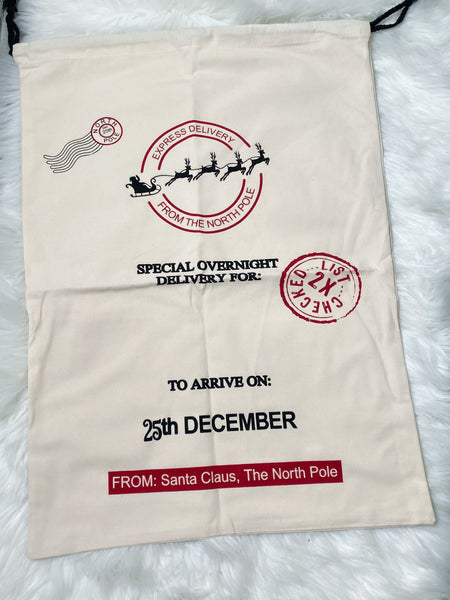 NORTH
POLE
EXPRESS DELIVERY
FROM THE NORTH POLE
SPECIAL OVERNIGHT
DELIVERY FOR:
LIST
2X
CHECKED
TO ARRIVE ON:
25th DECEMBER
FROM: Santa Claus, The North Pole